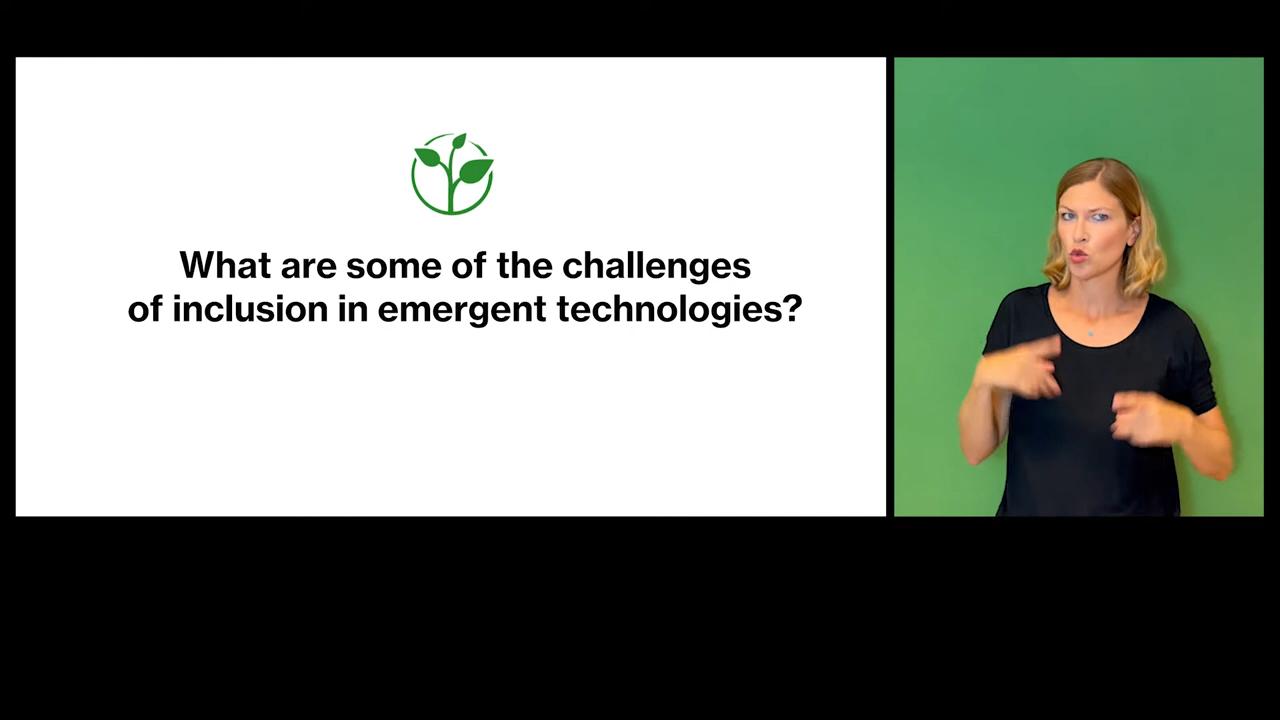 What are some of the challenges
of inclusion in emergent technologies?